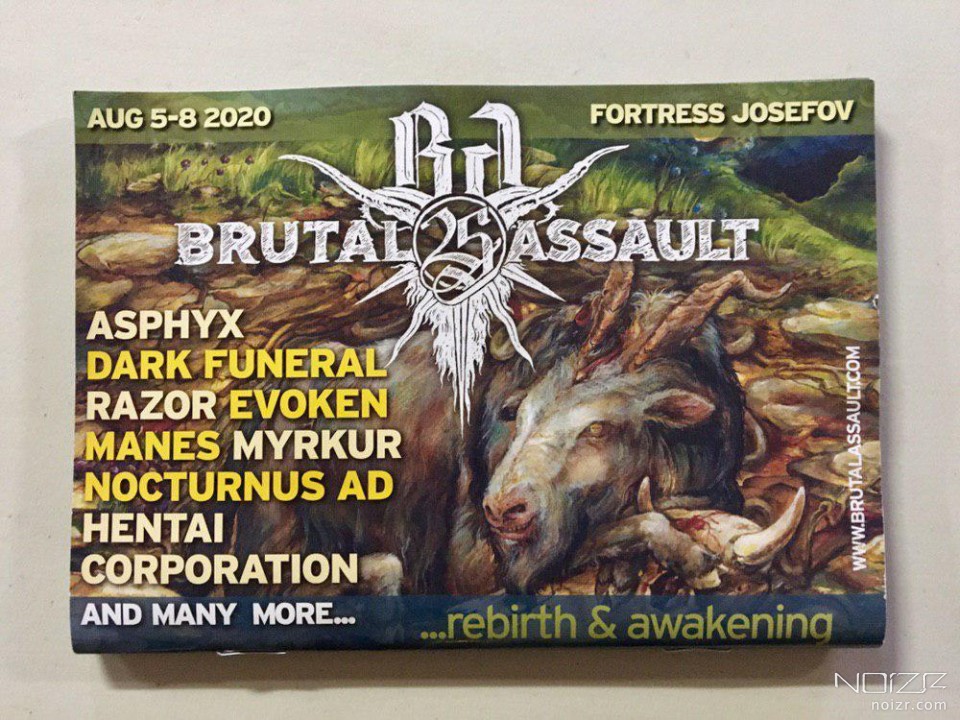 AUG 5-8 2020
FORTRESS JOSEFOV
BA
BRUTAL 25 ASSAULT
ASPHYX
DARK FUNERAL
RAZOR EVOKEN
MANES MYRKUR
NOCTURNUS AD
HENTAI
CORPORATION
AND MANY MORE...
...rebirth & awakening
WWW.BRUTALASSAULT.COM
NOIZR
noizr.com